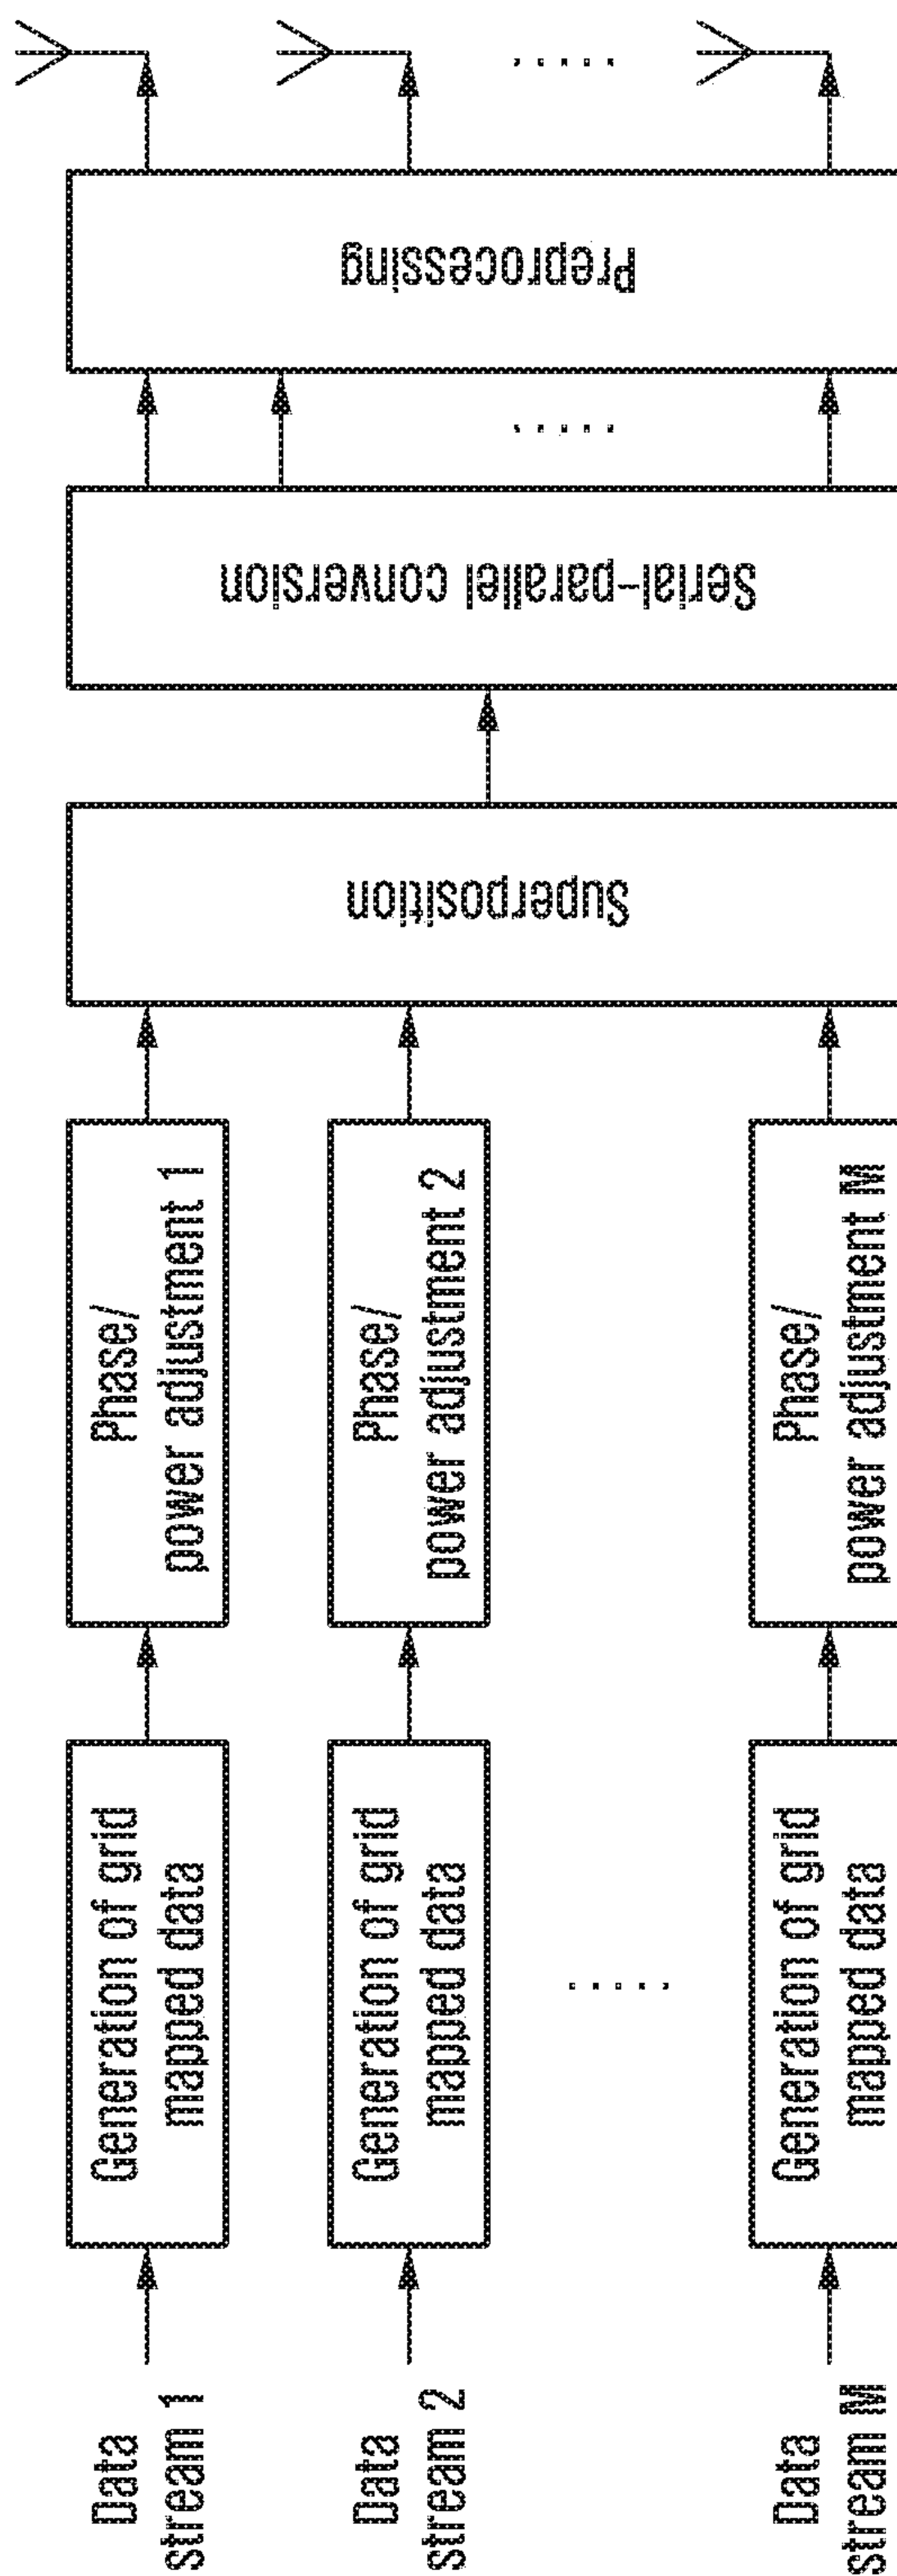 Data
stream 1
Generation of grid
mapped data
Phase/
power adjustment 1
Data
stream 2
Generation of grid
mapped data
Phase/
power adjustment 2
.....
Data
stream M
Generation of grid
mapped data
Phase/
power adjustment M
Superposition
Serial-parallel conversion
.....
Preprocessing
.....